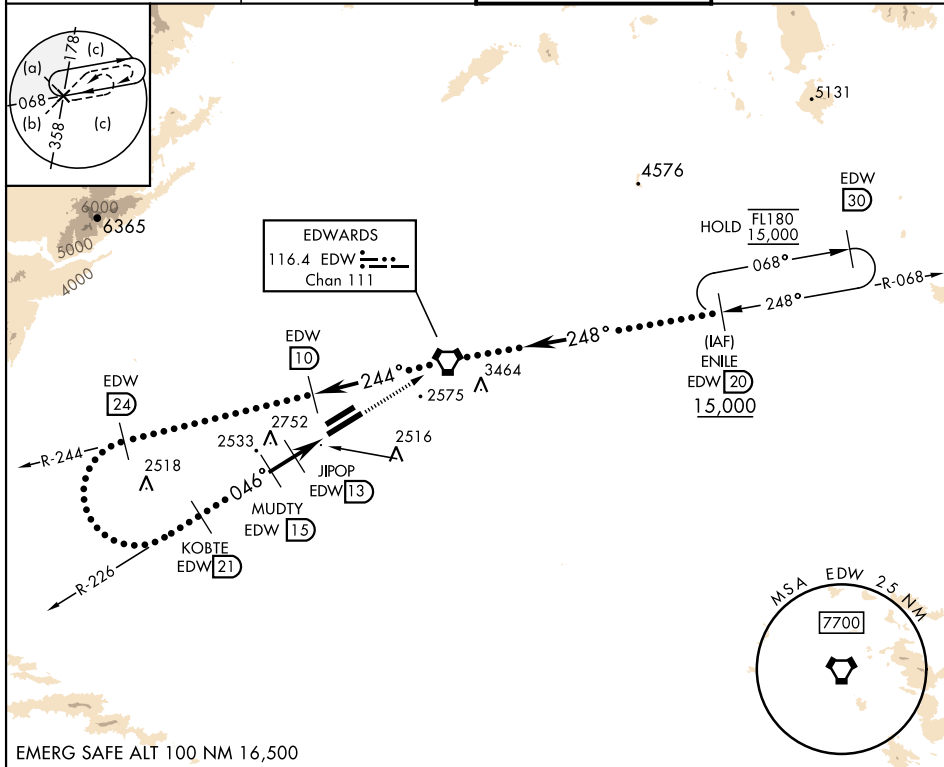 178
(c)
(a)
068
(b)
358
(c)
5131
4576
6000
6365
5000
4000
EDWARDS
116.4 EDW
Chan 111
HOLD FL180
15,000
EDW
30
068°
R-068
248°
248°
(IAF)
ENILE
EDW 20
15,000
EDW
10
244°
3464
2575
EDW
24
2752
2533
2516
R-244
2518
046°
JIPOP
EDW 13
MUDTY
EDW 15
KOBTE
EDW 21
R-226
MSA EDW 25 NM
7700
EMERG SAFE ALT 100 NM 16,500